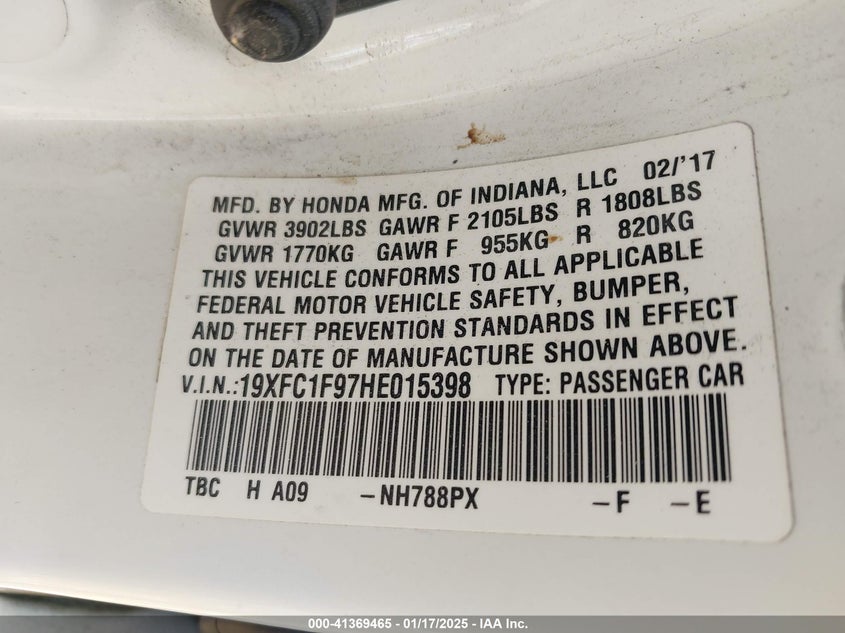 MFD. BY HONDA MFG. OF INDIANA, LLC 02/'17
GVWR 3902LBS GAWR F 2105LBS R 1808LBS
GVWR 1770KG GAWR F 955KG R 820KG
THIS VEHICLE CONFORMS TO ALL APPLICABLE
FEDERAL MOTOR VEHICLE SAFETY, BUMPER,
AND THEFT PREVENTION STANDARDS IN EFFECT
ON THE DATE OF MANUFACTURE SHOWN ABOVE.
V.I.N.:19XFC1F97HE015398 TYPE: PASSENGER CAR
TBC H A09 -NH788PX -F -E
000-41369465 - 01/17/2025 - IAA Inc.